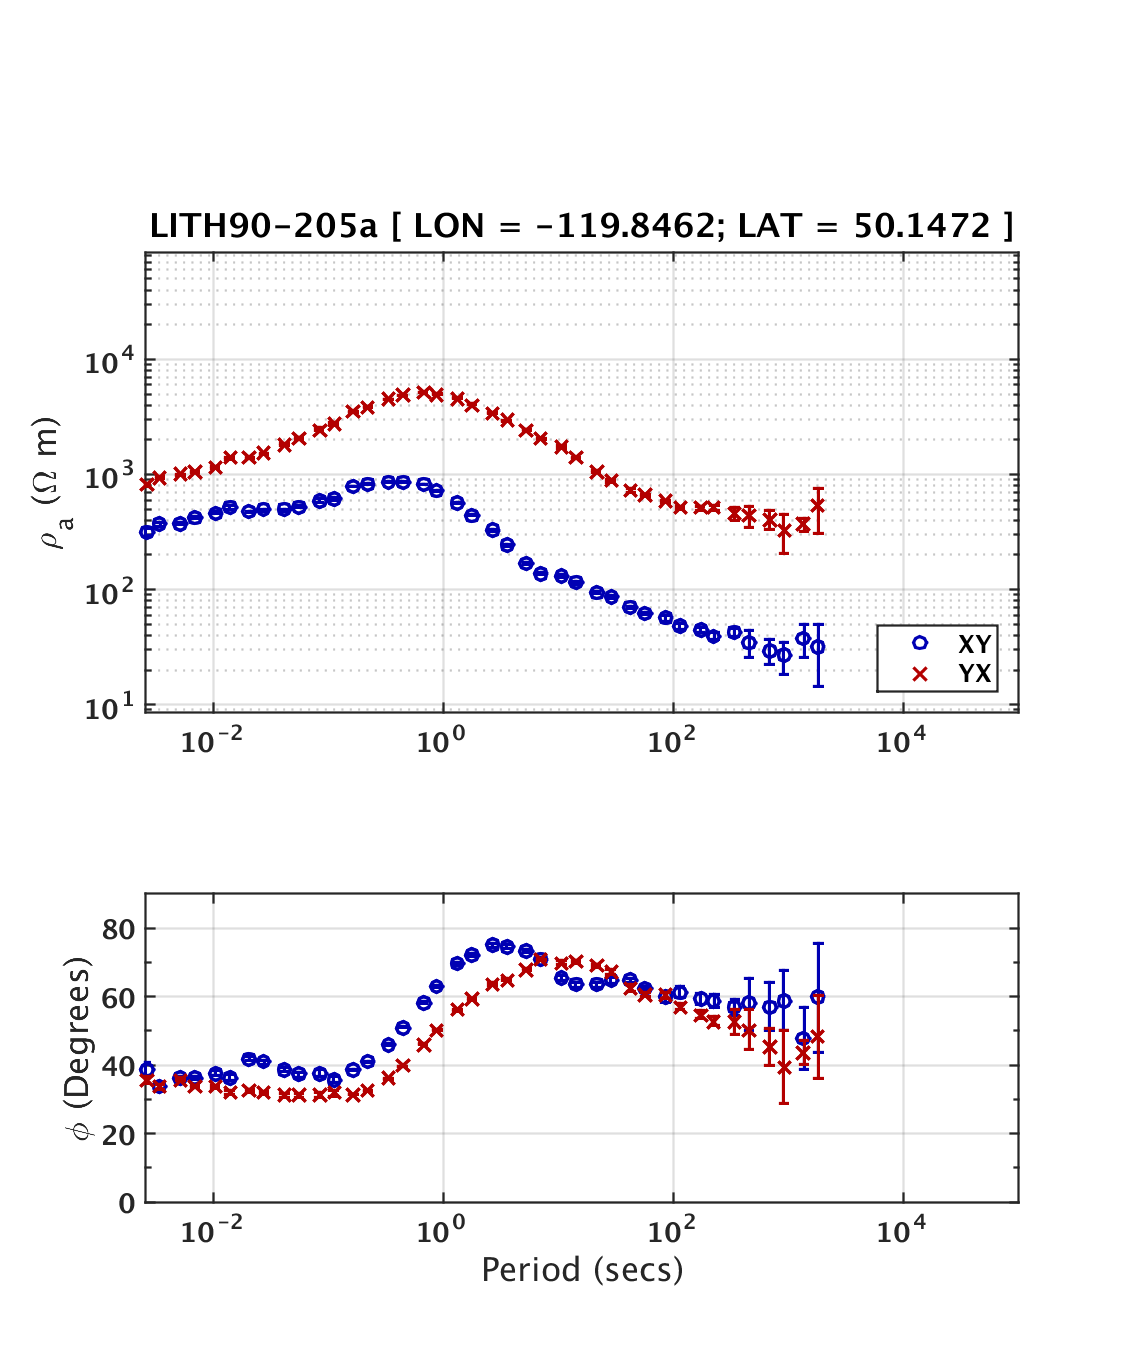 LITH90-205a [ LON = -119.8462; LAT = 50.1472 ]
ρa (Ω m)
10^4
10^3
10^2
10^1
XY
YX
10^-2 10^0 10^2 10^4
ϕ (Degrees)
80
60
40
20
0
10^-2 10^0 10^2 10^4
Period (secs)